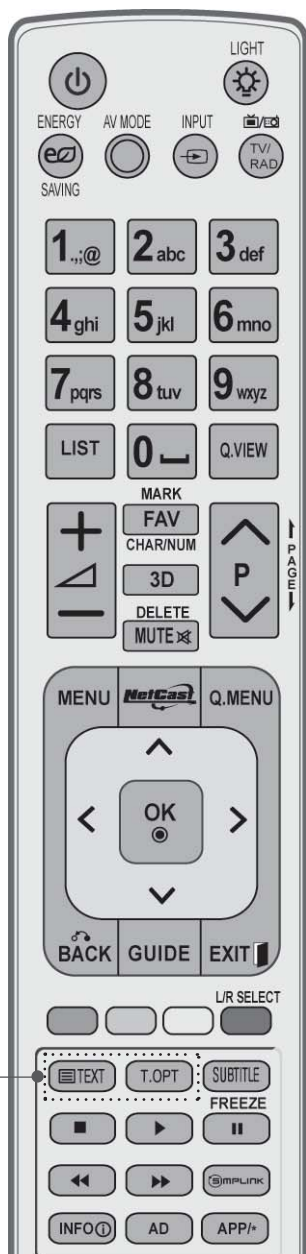 LIGHT
ENERGY AV MODE INPUT
TV/
RAD
SAVING
1.,;@ 2abc 3def
4ghi 5jkl 6mno
7pqrs 8tuv 9wxyz
LIST 0 Q.VIEW
MARK
FAV
CHAR/NUM
3D
P
PAGE
DELETE
MUTE
MENU NetCast Q.MENU
OK
BACK GUIDE EXIT
L/R SELECT
TEXT T.OPT SUBTITLE
FREEZE
SIMPLINK
INFO i AD APP/*